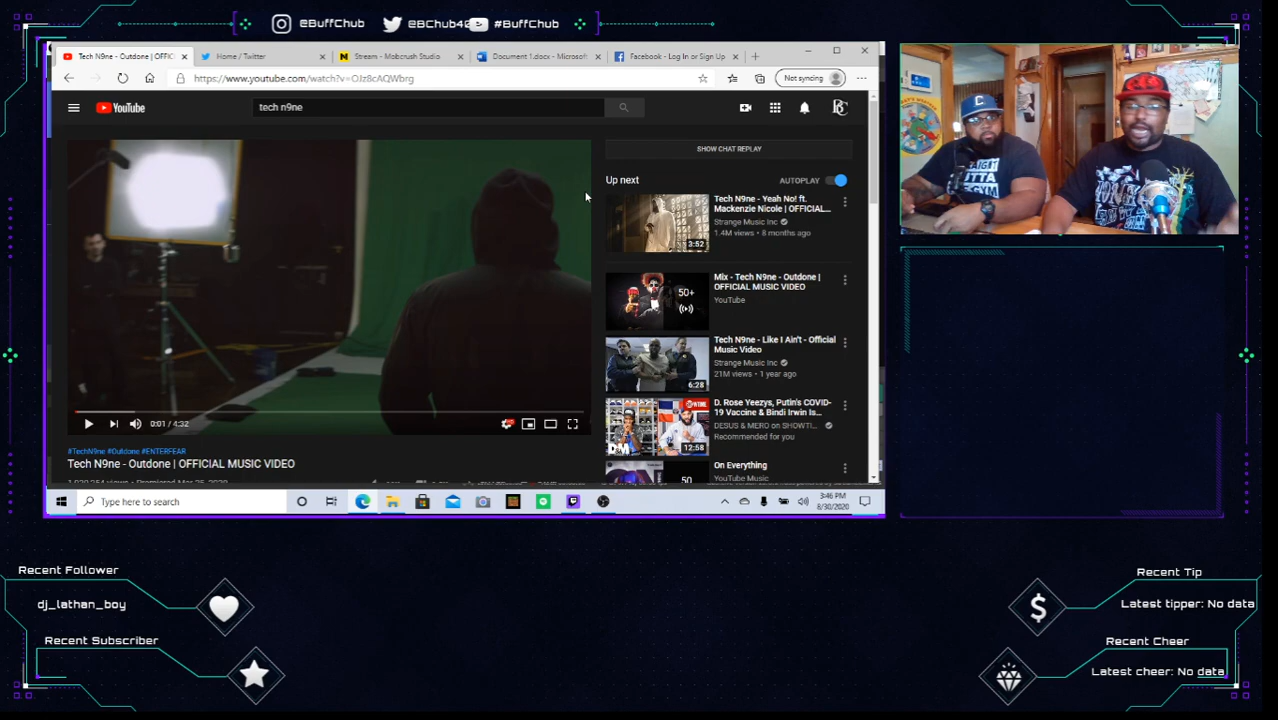 @BuffChub
@BChub40
#BuffChub
Tech N9ne - Outdone | OFFIC
Home / Twitter
Stream - Mobcrush Studio
Document 1.docx - Microsoft
Facebook - Log In or Sign Up
https://www.youtube.com/watch?v=OJz8cAQWbrg
Not syncing
YouTube
tech n9ne
SHOW CHAT REPLAY
Up next
AUTOPLAY
Tech N9ne - Yeah No! ft.
Mackenzie Nicole | OFFICIAL...
Strange Music Inc
1.4M views • 8 months ago
3:52
Mix - Tech N9ne - Outdone |
OFFICIAL MUSIC VIDEO
YouTube
50+
Tech N9ne - Like I Ain't - Official
Music Video
Strange Music Inc
21M views • 1 year ago
6:28
D. Rose Yeezys, Putin's COVID-
19 Vaccine & Bindi Irwin Is...
DESUS & MERO on SHOWTI...
Recommended for you
12:58
On Everything
YouTube Music
50
0:01 / 4:32
#TechN9ne #Outdone #ENTERFEAR
Tech N9ne - Outdone | OFFICIAL MUSIC VIDEO
Type here to search
3:46 PM
8/30/2020
Recent Follower
dj_lathan_boy
Recent Subscriber
Recent Tip
Latest tipper: No data
Recent Cheer
Latest cheer: No data